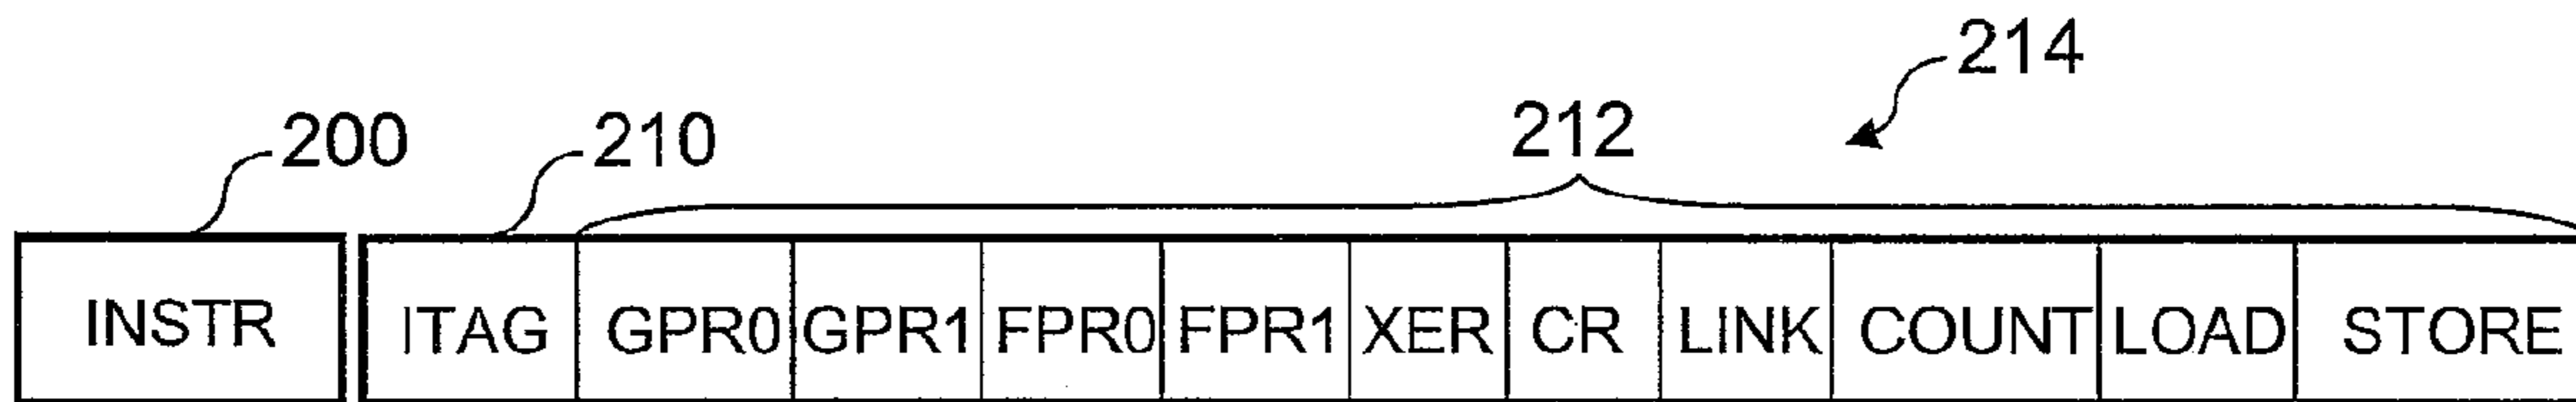 214
212
200 210
INSTR ITAG GPR0 GPR1 FPR0 FPR1 XER CR LINK COUNT LOAD STORE